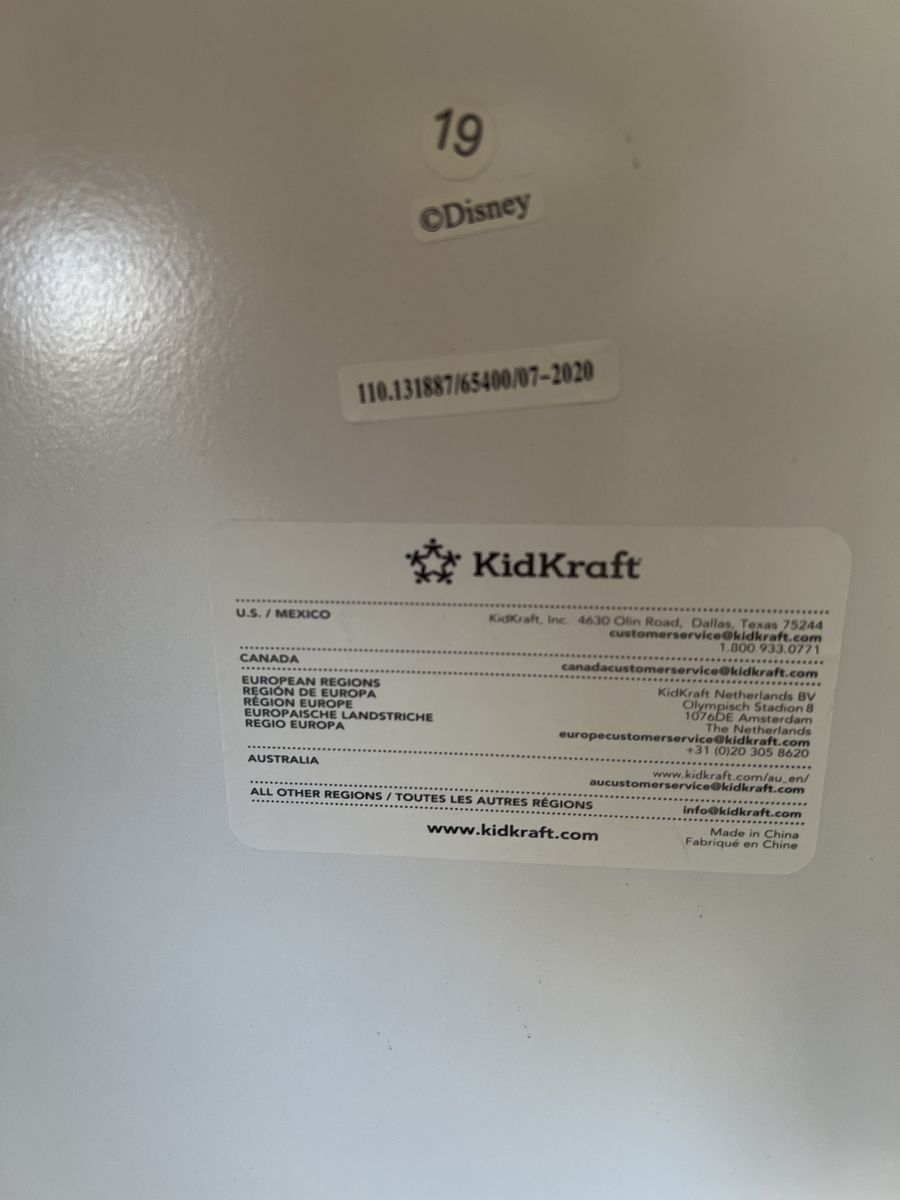 19
©Disney
110.131887/65400/07-2020
KidKraft
U.S. / MEXICO
KidKraft, Inc. 4630 Olin Road, Dallas, Texas 75244
customerservice@kidkraft.com
1.800 933.0771
CANADA
canadacustomerservice@kidkraft.com
EUROPEAN REGIONS
REGIÓN DE EUROPA
RÉGION EUROPE
EUROPAISCHE LANDSTRICHE
REGIO EUROPA
KidKraft Netherlands BV
Olympisch Stadion 8
1076DE Amsterdam
The Netherlands
europecustomerservice@kidkraft.com
+31 (0)20 305 8620
AUSTRALIA
www.kidkraft.com/au_en/
aucustomerservice@kidkraft.com
ALL OTHER REGIONS / TOUTES LES AUTRES RÉGIONS
info@kidkraft.com
www.kidkraft.com
Made in China
Fabriqué en Chine